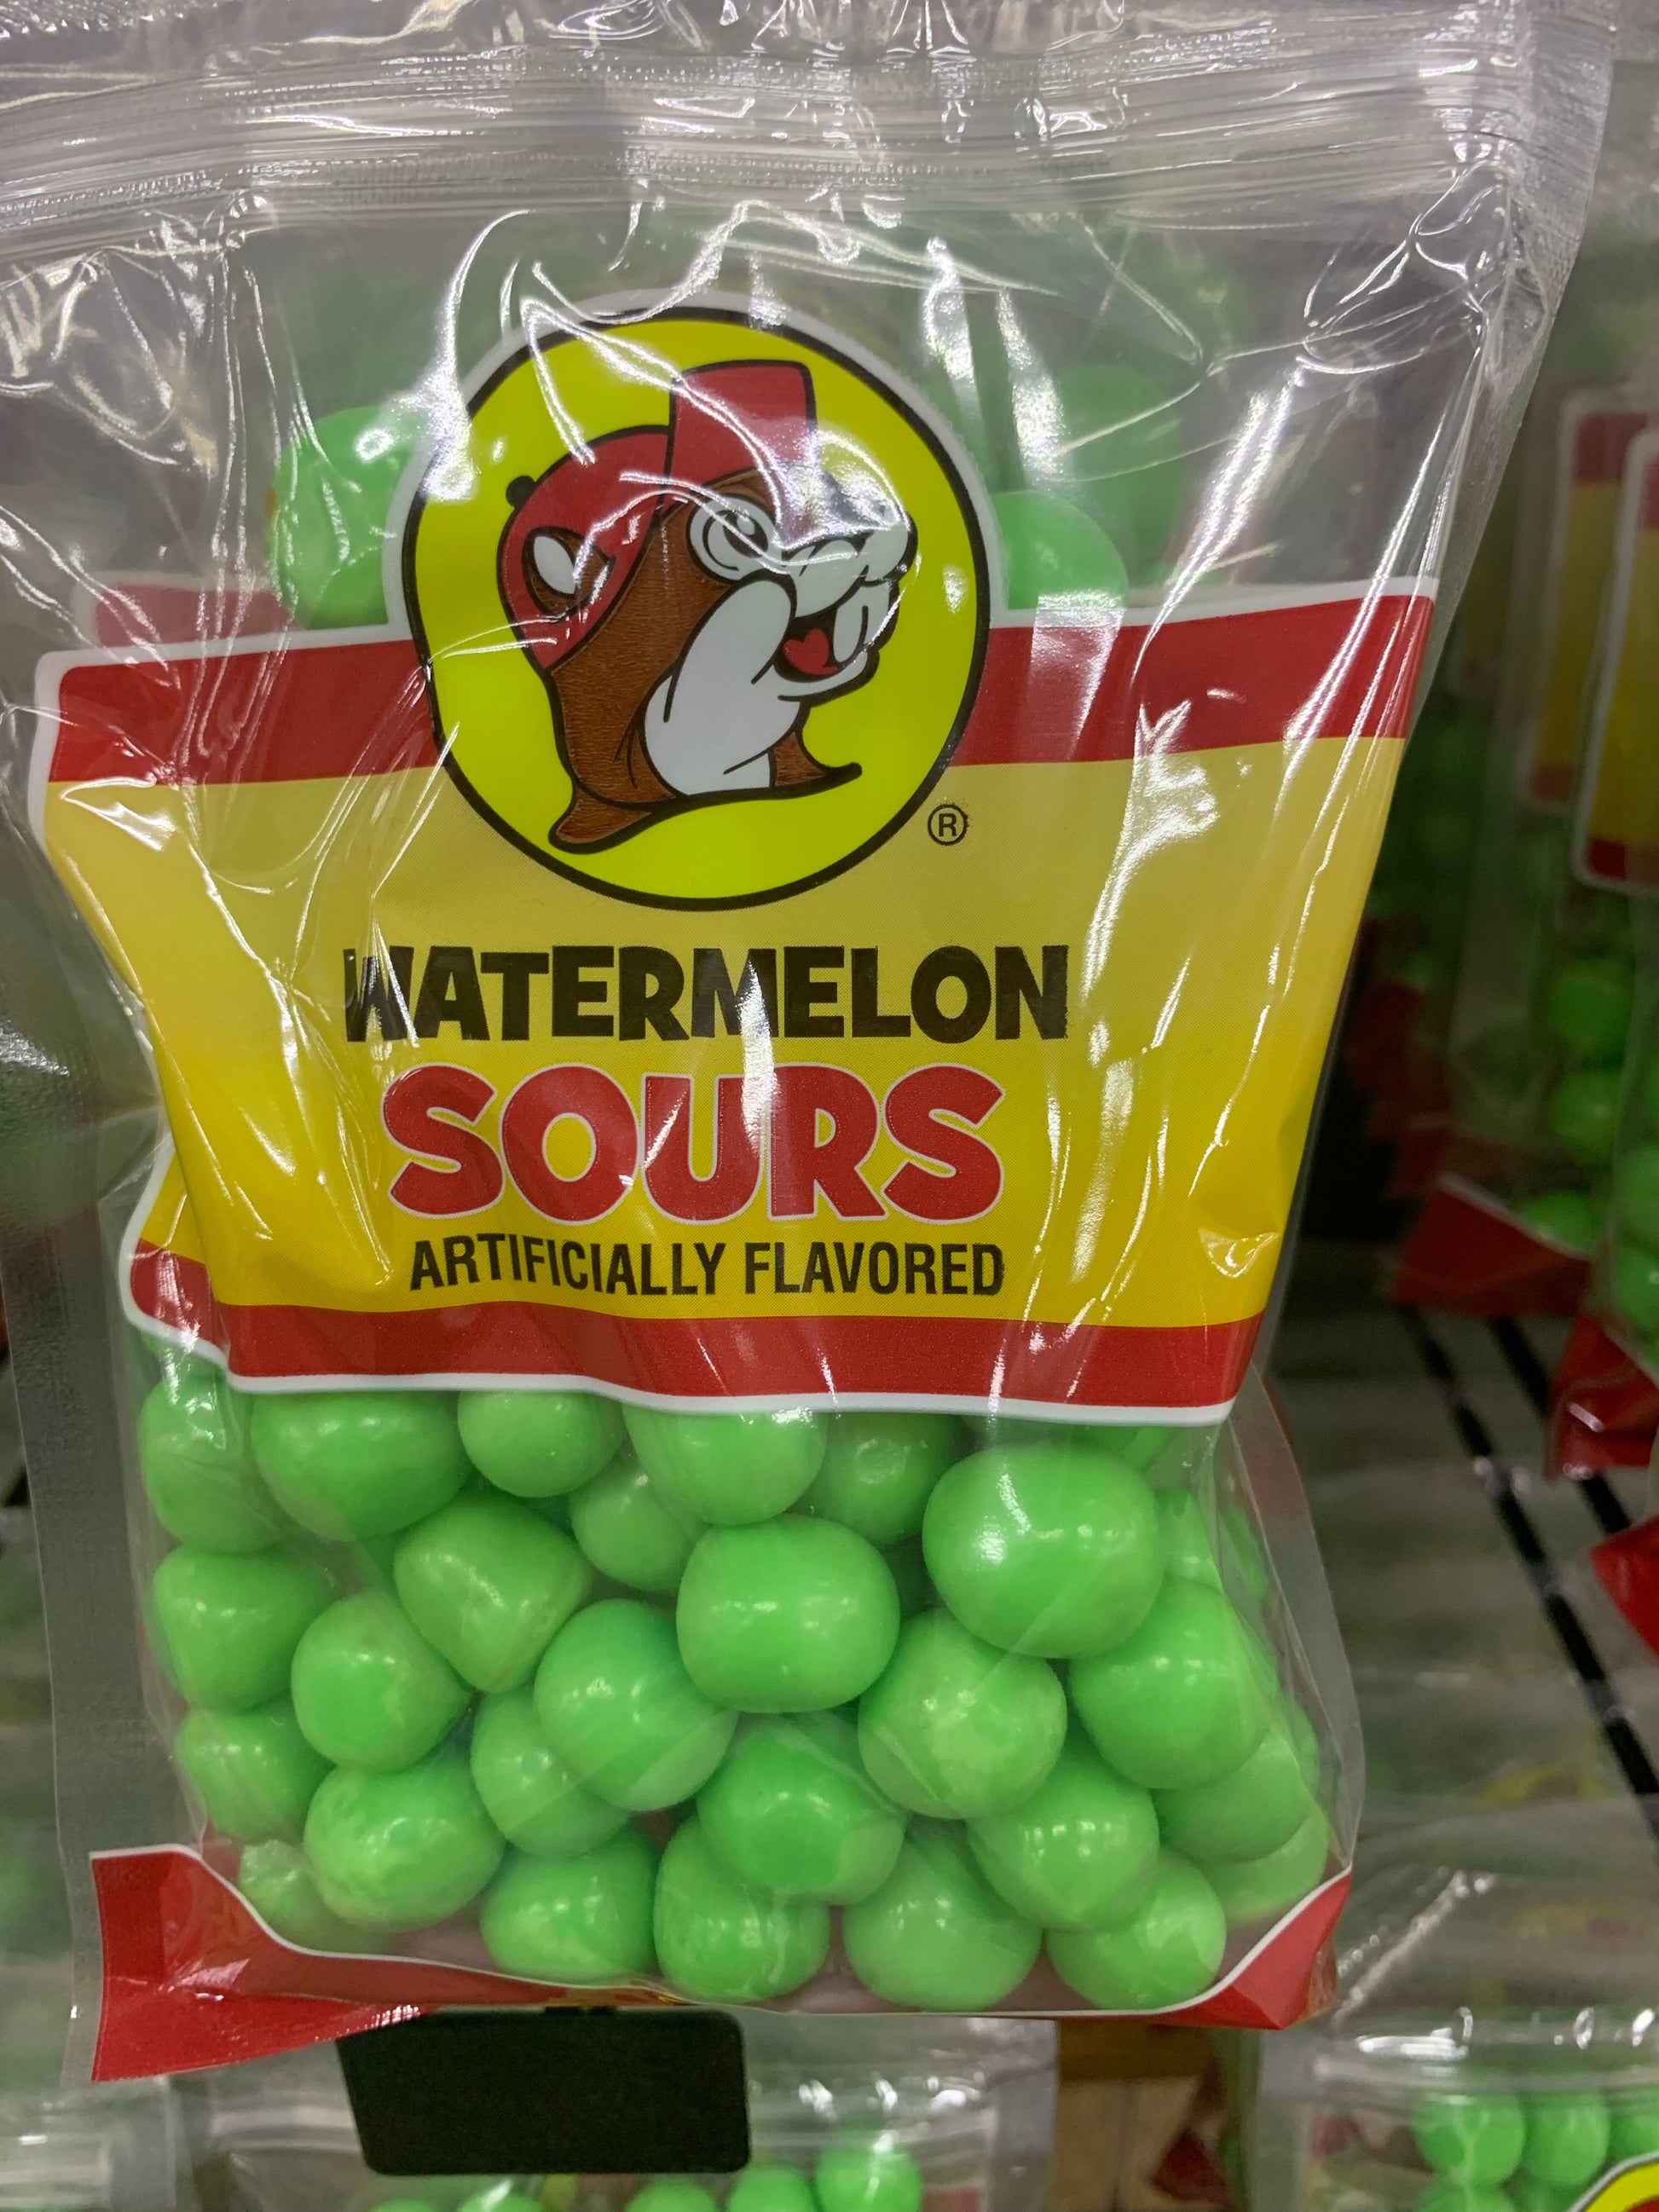 ®
WATERMELON
SOURS
ARTIFICIALLY FLAVORED